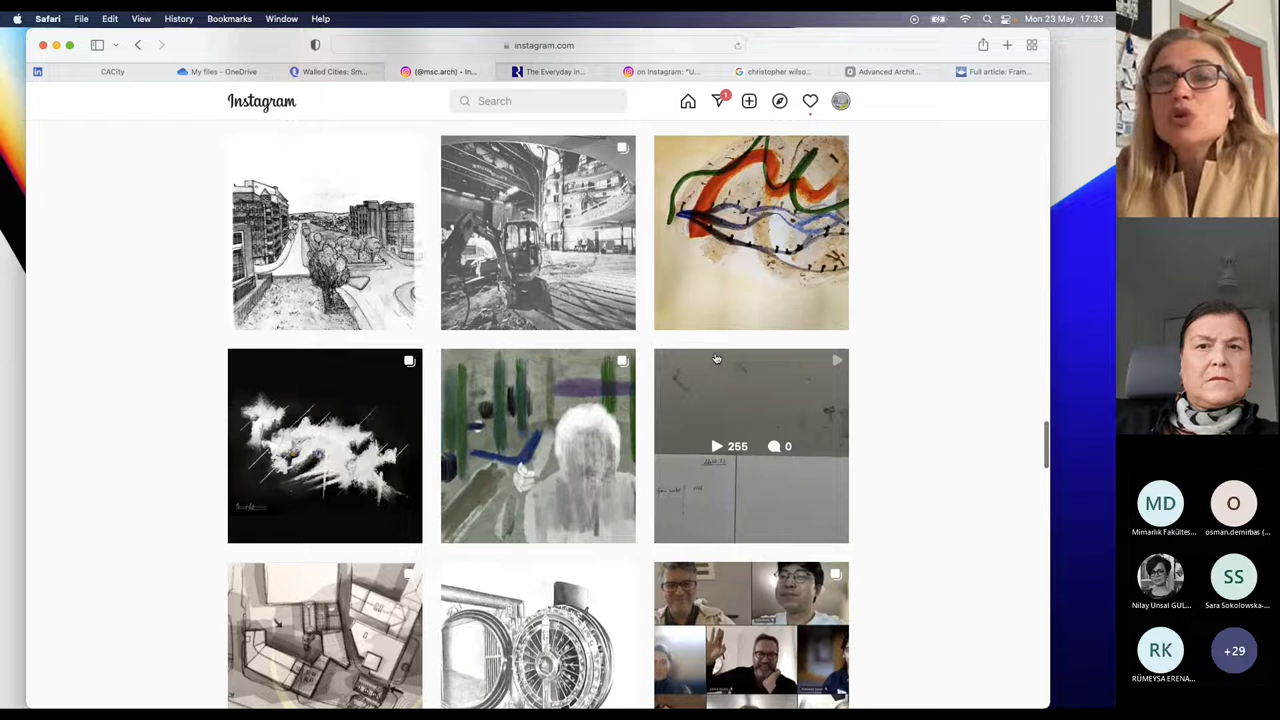 Safari File Edit View History Bookmarks Window Help
Mon 23 May 17:33
instagram.com
CACity
My files - OneDrive
Walled Cities: Sm...
(@msc.arch) • In...
The Everyday in...
on Instagram: "U...
christopher wilso...
Advanced Archit...
Full article: Fram...
Instagram
Search
1
255 0
MD
O
Mimarlık Fakültes...
osman.demirbas (...
SS
Nilay Unsal GUL...
Sara Sokolowska-...
RK
+29
RÜMEYSA ERENA...